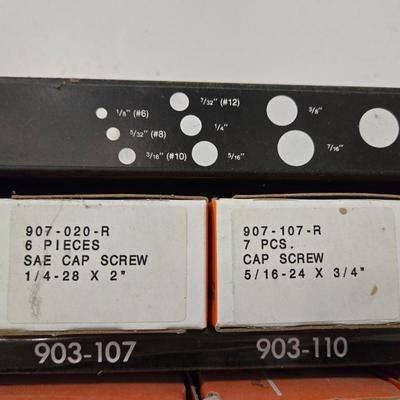 1/8" (#6)
5/32" (#8)
3/16" (#10)
7/32" (#12)
1/4"
5/16"
3/8"
7/16"
907-020-R
6 PIECES
SAE CAP SCREW
1/4-28 X 2"
907-107-R
7 PCS.
CAP SCREW
5/16-24 X 3/4"
903-107
903-110